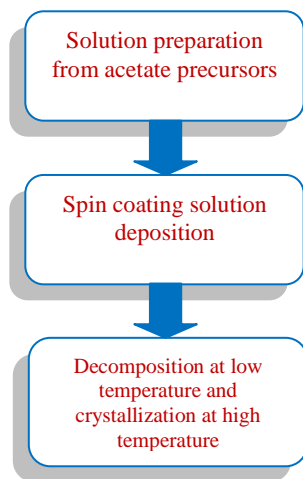 Solution preparation
from acetate precursors
Spin coating solution
deposition
Decomposition at low
temperature and
crystallization at high
temperature